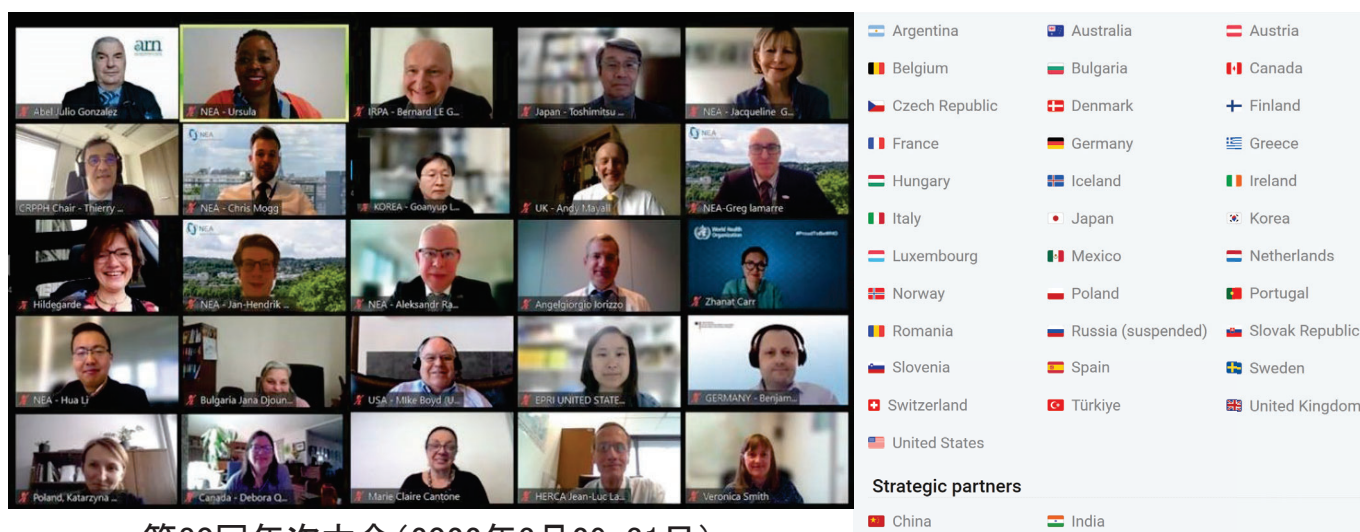 arn
Abel Julio Gonzalez
NEA - Ursula
IRPA - Bernard LE G...
Japan - Toshimitsu ...
NEA - Jacqueline G...
CRPPH Chair - Thierry ...
NEA
NEA - Chris Mogg
KOREA - Goanyup L...
UK - Andy Mayall
NEA
NEA-Greg lamarre
Hildegarde
NEA
NEA - Jan-Hendrik ...
NEA - Aleksandr Ra...
Angelgiorgio Iorizzo
World Health
Organization
#ProudToBeWHO
Zhanat Carr
NEA - Hua Li
Bulgaria Jana Djoun...
USA - Mike Boyd (U...
EPRI UNITED STATE...
GERMANY - Benjam...
Poland, Katarzyna ...
Canada - Debora Q...
Marie Claire Cantone
HERCA Jean-Luc La...
Veronica Smith
Argentina Australia Austria
Belgium Bulgaria Canada
Czech Republic Denmark Finland
France Germany Greece
Hungary Iceland Ireland
Italy Japan Korea
Luxembourg Mexico Netherlands
Norway Poland Portugal
Romania Russia (suspended) Slovak Republic
Slovenia Spain Sweden
Switzerland Türkiye United Kingdom
United States
Strategic partners
China India